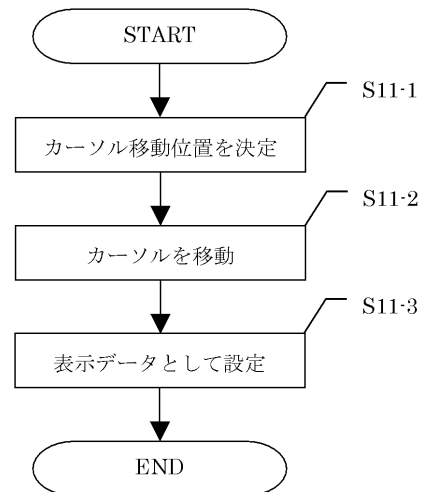 START
S11-1
カーソル移動位置を決定
S11-2
カーソルを移動
S11-3
表示データとして設定
END